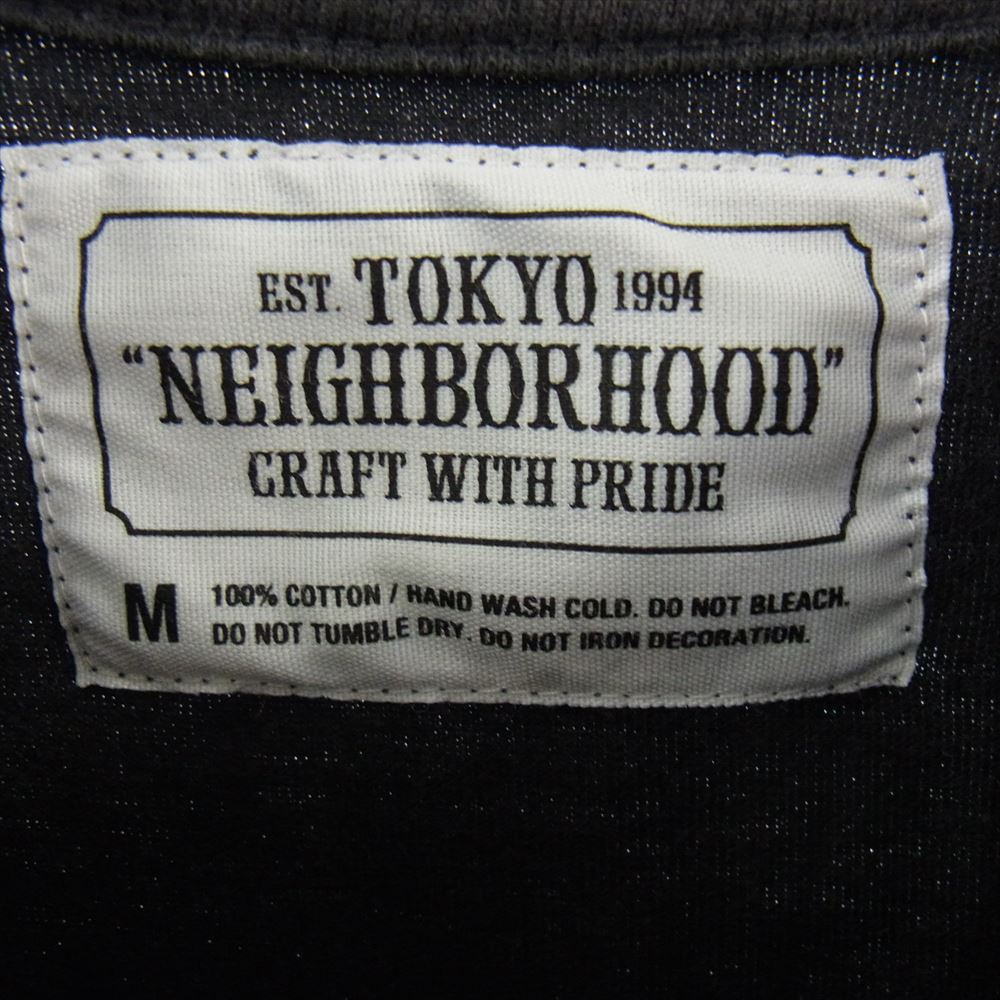 EST. TOKYO 1994
“NEIGHBORHOOD”
CRAFT WITH PRIDE
M 100% COTTON / HAND WASH COLD. DO NOT BLEACH.
DO NOT TUMBLE DRY. DO NOT IRON DECORATION.